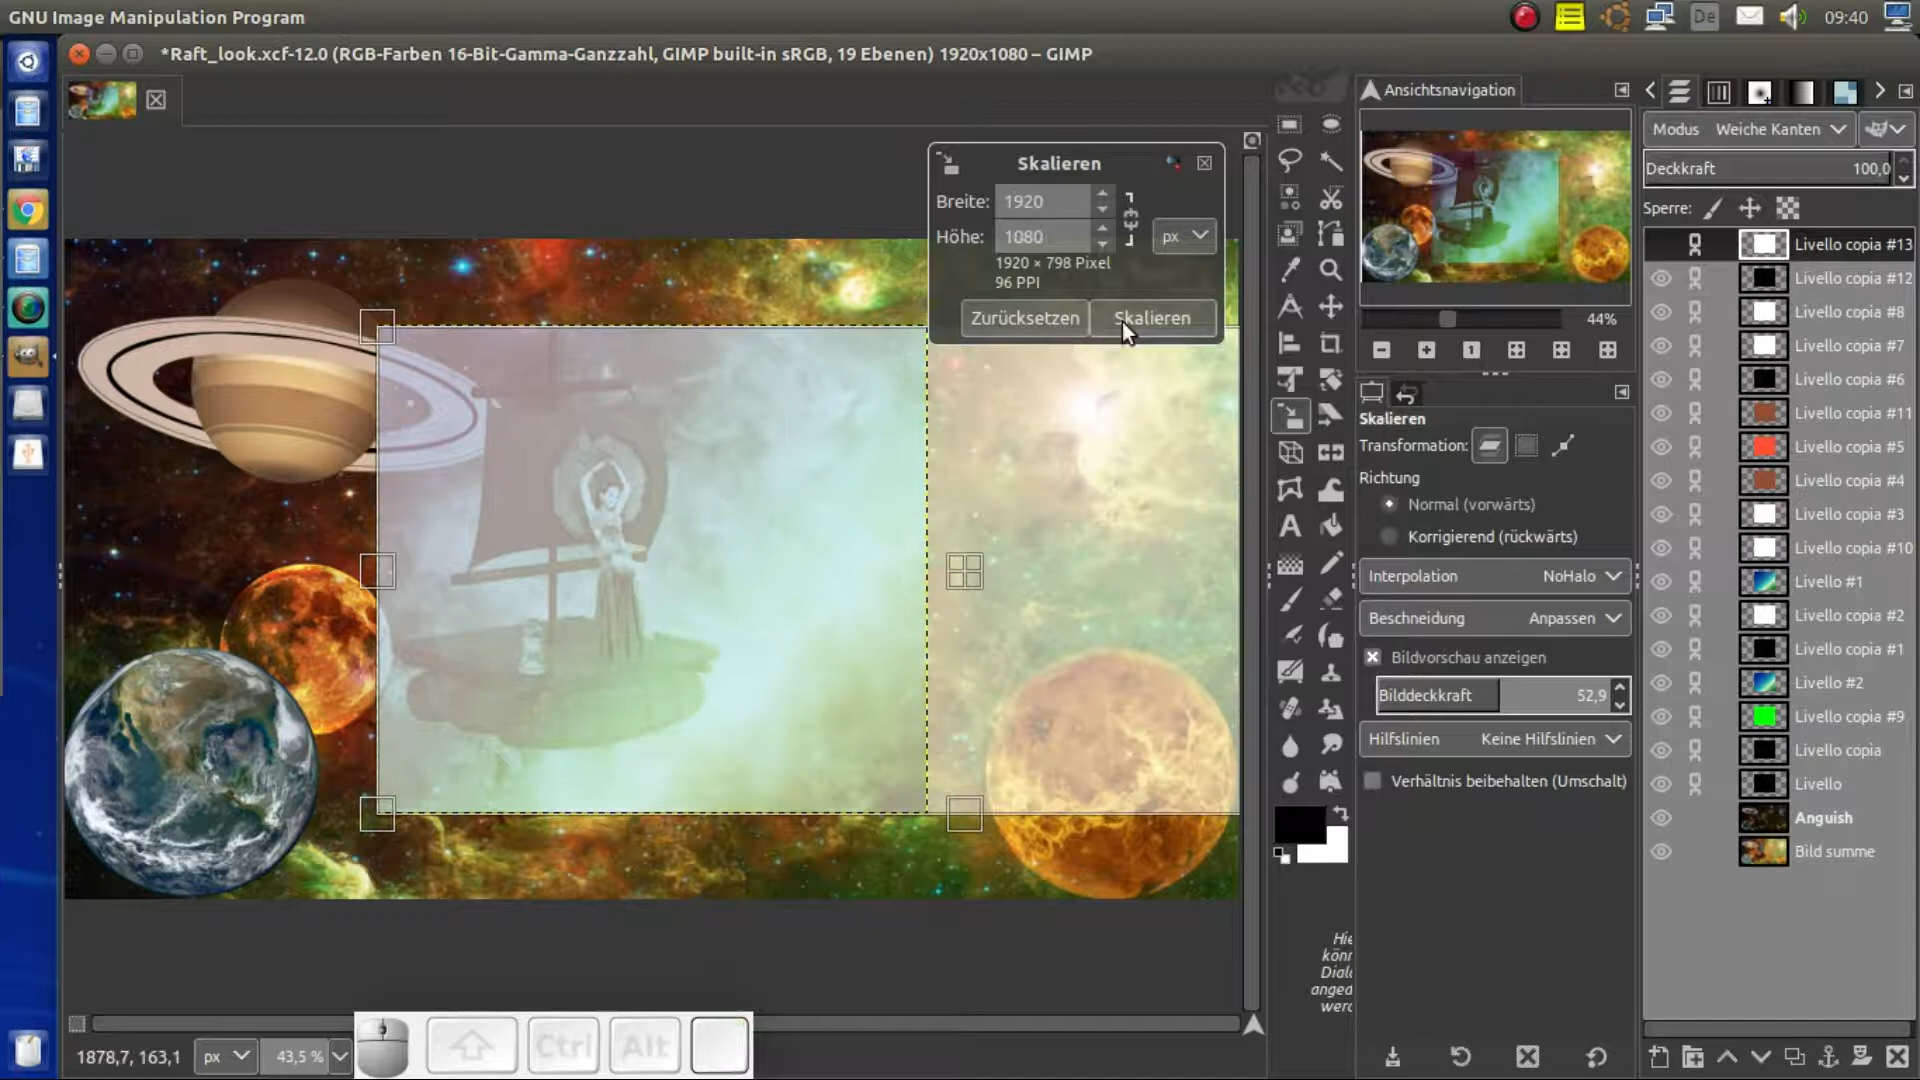 GNU Image Manipulation Program
De
09:40
*Raft_look.xcf-12.0 (RGB-Farben 16-Bit-Gamma-Ganzzahl, GIMP built-in sRGB, 19 Ebenen) 1920x1080 – GIMP
Skalieren
Breite: 1920
Höhe: 1080
px
1920 × 798 Pixel
96 PPI
Zurücksetzen
Skalieren
Ansichtsnavigation
44%
Skalieren
Transformation:
Richtung
Normal (vorwärts)
Korrigierend (rückwärts)
Interpolation NoHalo
Beschneidung Anpassen
Bildvorschau anzeigen
Bilddeckkraft 52,9
Hilfslinien Keine Hilfslinien
Verhältnis beibehalten (Umschalt)
Modus Weiche Kanten
Deckkraft 100,0
Sperre:
Livello copia #13
Livello copia #12
Livello copia #8
Livello copia #7
Livello copia #6
Livello copia #11
Livello copia #5
Livello copia #4
Livello copia #3
Livello copia #10
Livello #1
Livello copia #2
Livello copia #1
Livello #2
Livello copia #9
Livello copia
Livello
Anguish
Bild summe
1878,7, 163,1
px
43,5 %
Ctrl
Alt